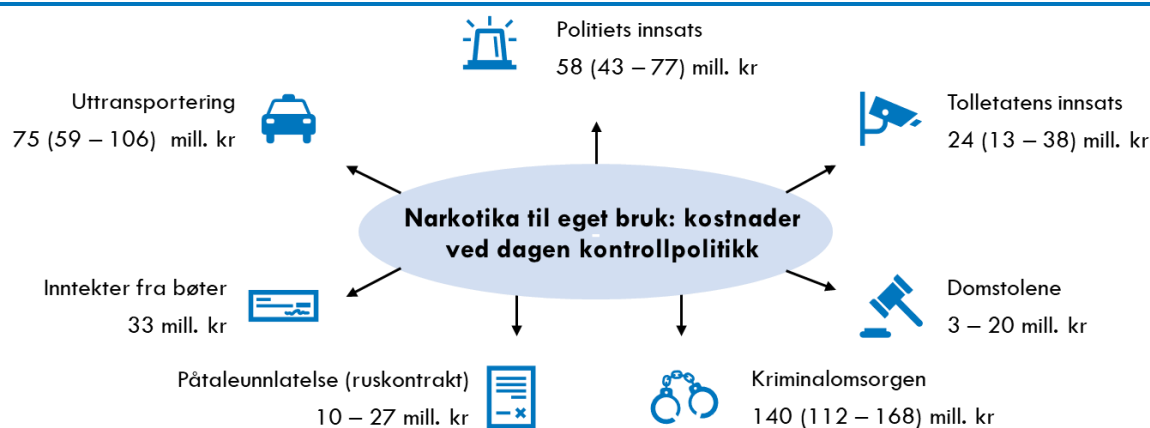 Politiets innsats
58 (43 – 77) mill. kr
Uttransportering
75 (59 – 106) mill. kr
Tolletatens innsats
24 (13 – 38) mill. kr
Narkotika til eget bruk: kostnader
ved dagen kontrollpolitikk
Inntekter fra bøter
33 mill. kr
Domstolene
3 – 20 mill. kr
Påtaleunnlatelse (ruskontrakt)
10 – 27 mill. kr
Kriminalomsorgen
140 (112 – 168) mill. kr